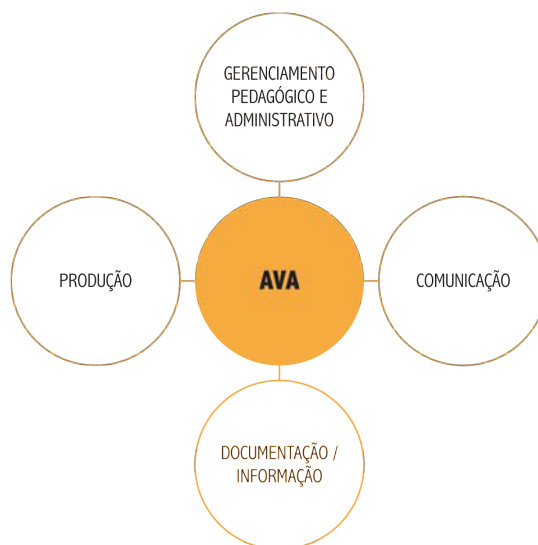 GERENCIAMENTO
PEDAGÓGICO E
ADMINISTRATIVO
PRODUÇÃO
AVA
COMUNICAÇÃO
DOCUMENTAÇÃO /
INFORMAÇÃO